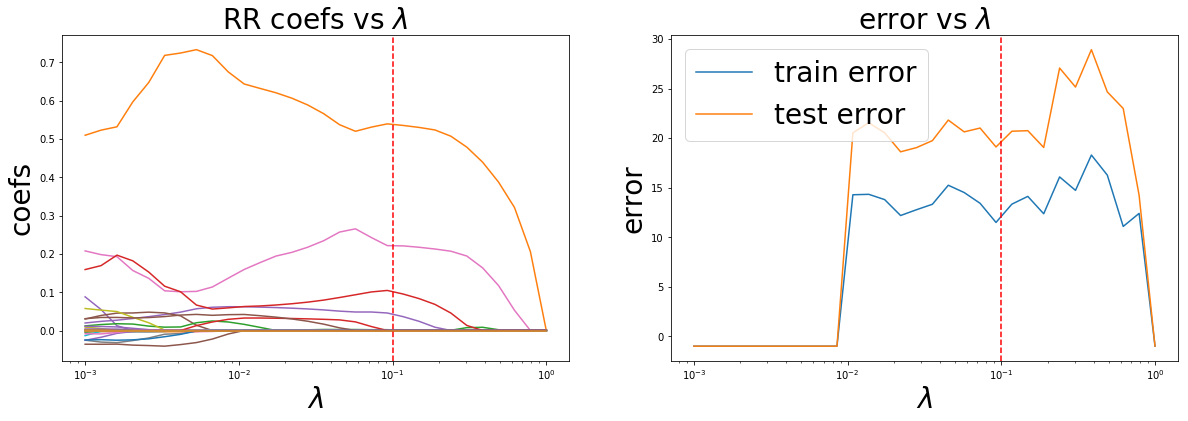 RR coefs vs λ
coefs
0.7
0.6
0.5
0.4
0.3
0.2
0.1
0.0
10⁻³
10⁻²
10⁻¹
10⁰
λ
error vs λ
error
30
25
20
15
10
5
0
train error
test error
10⁻³
10⁻²
10⁻¹
10⁰
λ